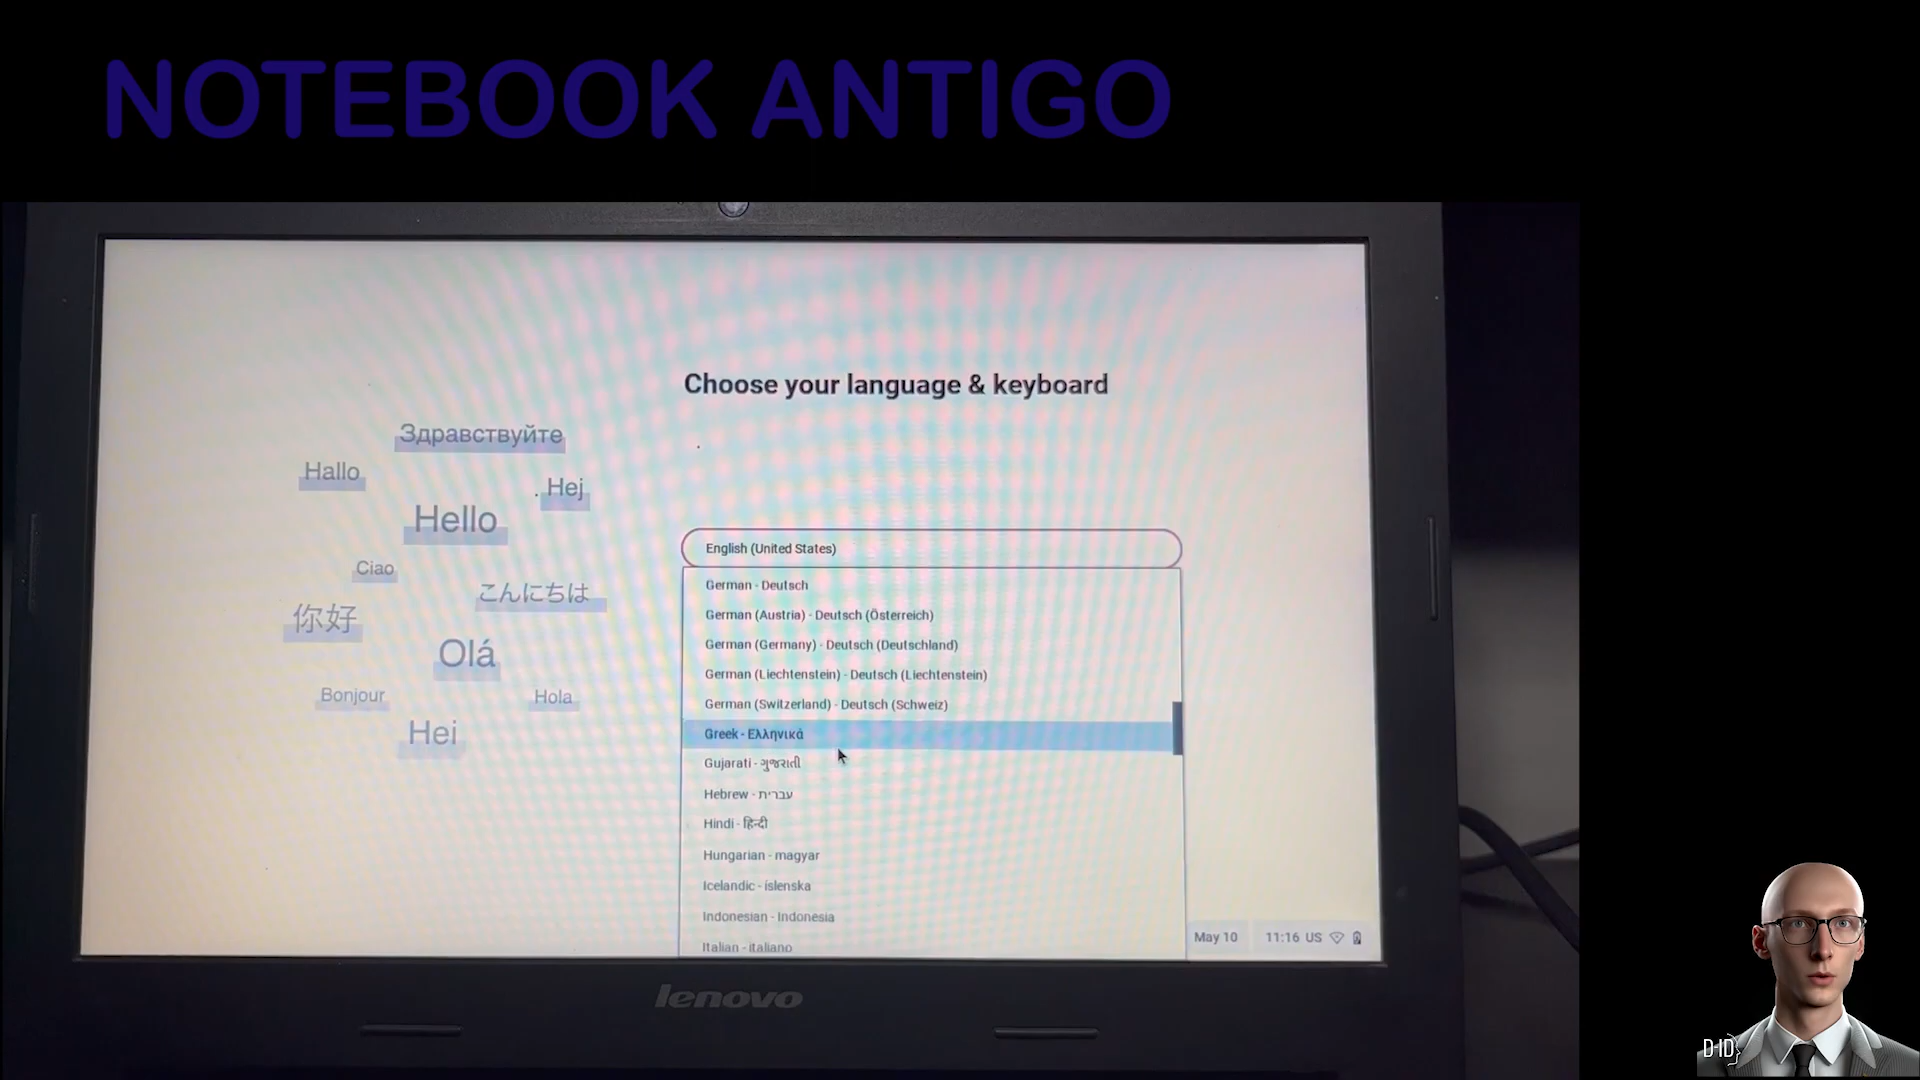 NOTEBOOK ANTIGO
Choose your language & keyboard
Здравствуйте
Hallo
Hej
Hello
Ciao
こんにちは
你好
Olá
Bonjour
Hola
Hei
English (United States)
German - Deutsch
German (Austria) - Deutsch (Österreich)
German (Germany) - Deutsch (Deutschland)
German (Liechtenstein) - Deutsch (Liechtenstein)
German (Switzerland) - Deutsch (Schweiz)
Greek - Ελληνικά
Gujarati - ગુજરાતી
Hebrew - עברית
Hindi - हिन्दी
Hungarian - magyar
Icelandic - íslenska
Indonesian - Indonesia
Italian - italiano
May 10
11:16 US
lenovo
D-ID